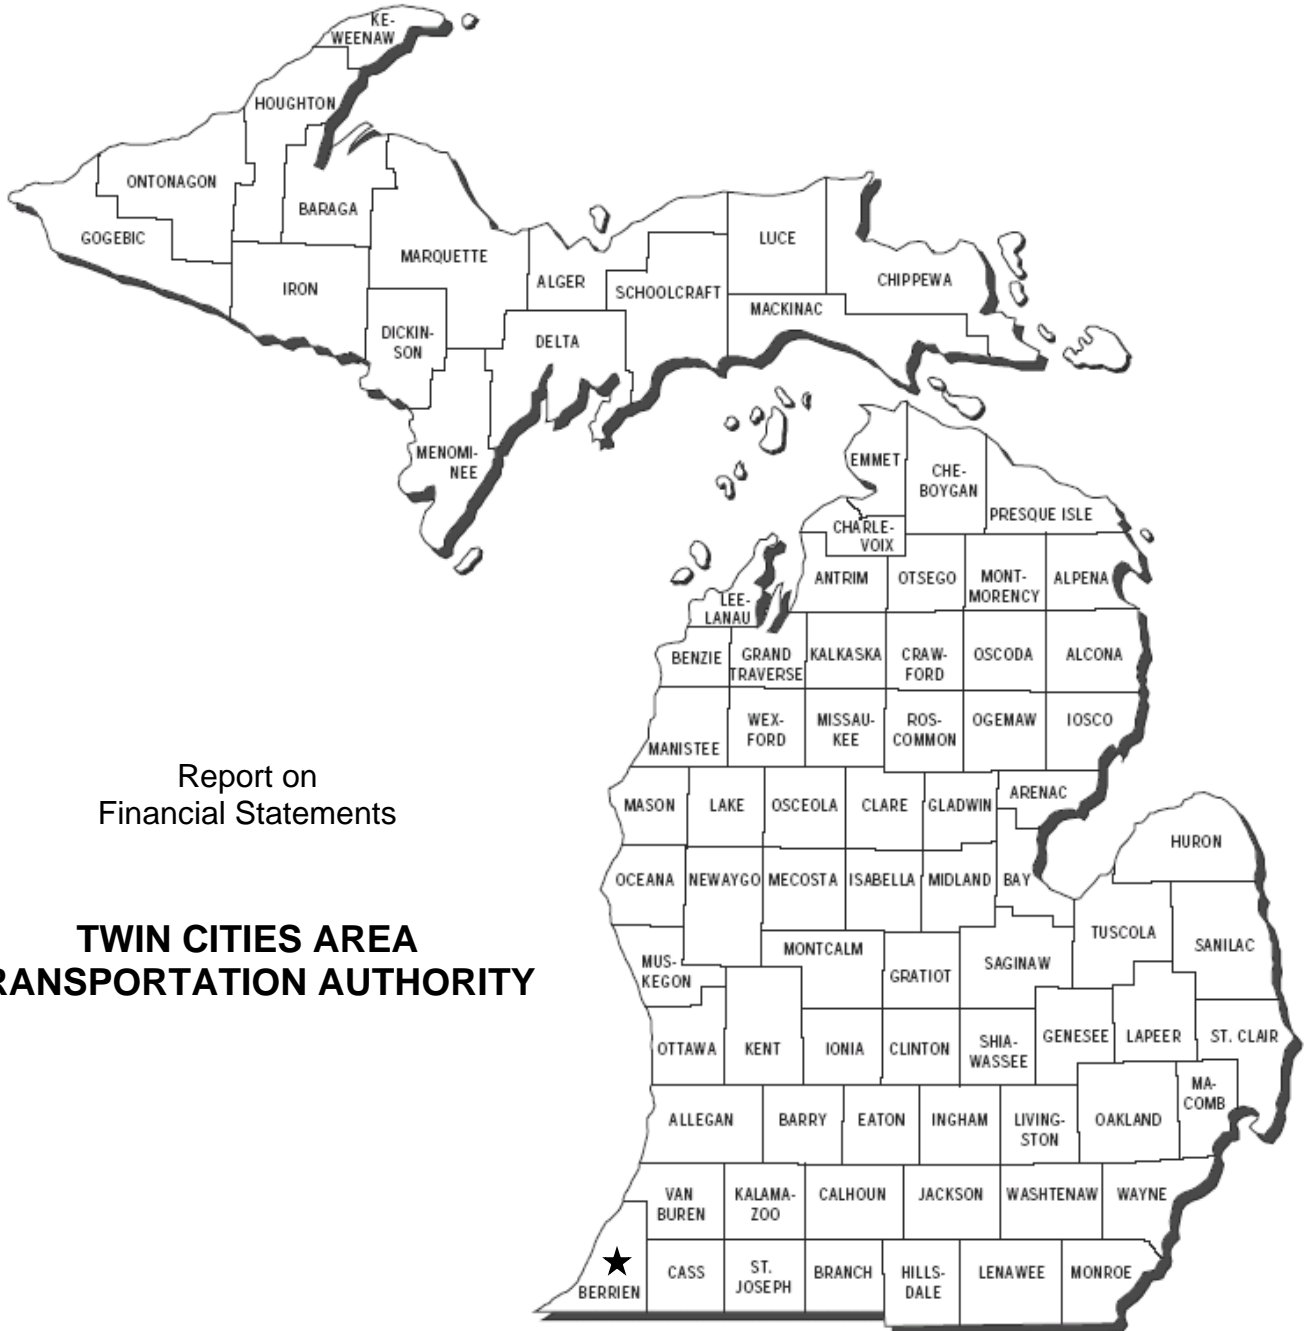 KE-
WEENAW
HOUGHTON
ONTONAGON
BARAGA
GOGEBIC
MARQUETTE
LUCE
IRON
ALGER
SCHOOLCRAFT
CHIPPEWA
MACKINAC
DICKIN-
SON
DELTA
MENOMI-
NEE
EMMET
CHE-
BOYGAN
PRESQUE ISLE
CHARLE-
VOIX
ANTRIM
OTSEGO
MONT-
MORENCY
ALPENA
LEE-
LANAU
BENZIE
GRAND
TRAVERSE
KALKASKA
CRAW-
FORD
OSCODA
ALCONA
MANISTEE
WEX-
FORD
MISSAU-
KEE
ROS-
COMMON
OGEMAW
IOSCO
Report on
Financial Statements
MASON
LAKE
OSCEOLA
CLARE
GLADWIN
ARENAC
HURON
OCEANA
NEWAYGO
MECOSTA
ISABELLA
MIDLAND
BAY
TWIN CITIES AREA
RANSPORTATION AUTHORITY
MUS-
KEGON
MONTCALM
GRATIOT
SAGINAW
TUSCOLA
SANILAC
OTTAWA
KENT
IONIA
CLINTON
SHIA-
WASSEE
GENESEE
LAPEER
ST. CLAIR
ALLEGAN
BARRY
EATON
INGHAM
LIVING-
STON
OAKLAND
MA-
COMB
VAN
BUREN
KALAMA-
ZOO
CALHOUN
JACKSON
WASHTENAW
WAYNE
BERRIEN
CASS
ST.
JOSEPH
BRANCH
HILLS-
DALE
LENAWEE
MONROE